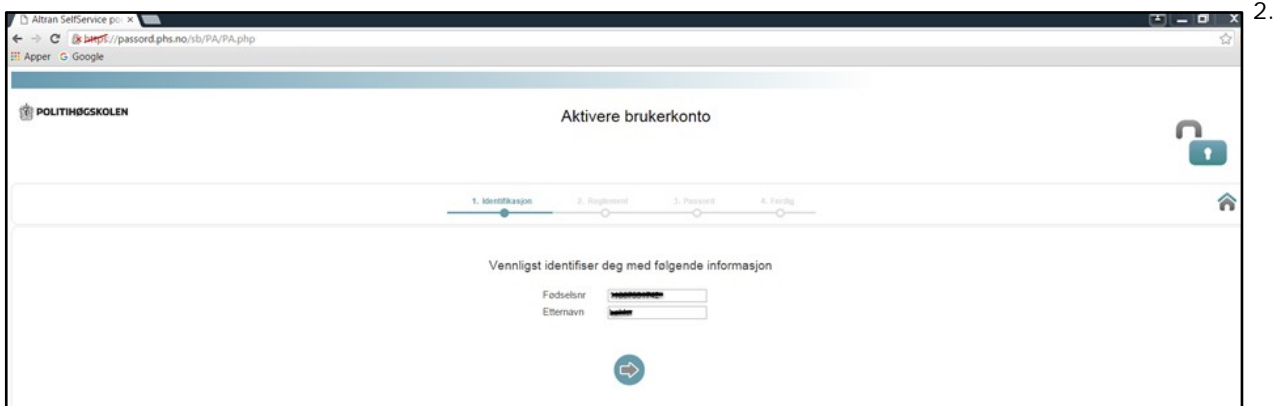 2.
Altran SelfService po
https://passord.phs.no/sb/PA/PA.php
Apper G Google
POLITIHØGSKOLEN
Aktivere brukerkonto
1. Identifikasjon 2. Reglement 3. Passord 4. Ferdig
Vennligst identifiser deg med følgende informasjon
Fødselsnr
Etternavn